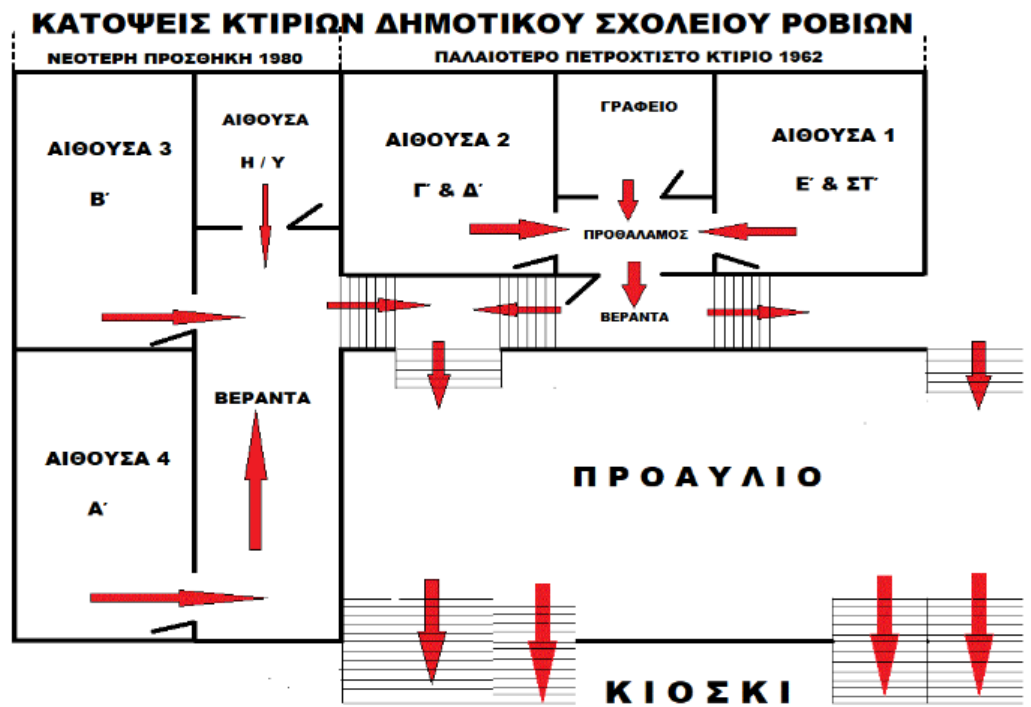 ΚΑΤΟΨΕΙΣ ΚΤΙΡΙΩΝ ΔΗΜΟΤΙΚΟΥ ΣΧΟΛΕΙΟΥ ΡΟΒΙΩΝ
ΝΕΟΤΕΡΗ ΠΡΟΣΘΗΚΗ 1980
ΠΑΛΑΙΟΤΕΡΟ ΠΕΤΡΟΧΤΙΣΤΟ ΚΤΙΡΙΟ 1962
ΑΙΘΟΥΣΑ 3
Β΄
ΑΙΘΟΥΣΑ
Η / Υ
ΑΙΘΟΥΣΑ 2
Γ΄ & Δ΄
ΓΡΑΦΕΙΟ
ΑΙΘΟΥΣΑ 1
Ε΄ & ΣΤ΄
ΠΡΟΘΑΛΑΜΟΣ
ΒΕΡΑΝΤΑ
ΒΕΡΑΝΤΑ
ΑΙΘΟΥΣΑ 4
Α΄
ΠΡΟΑΥΛΙΟ
ΚΙΟΣΚΙ